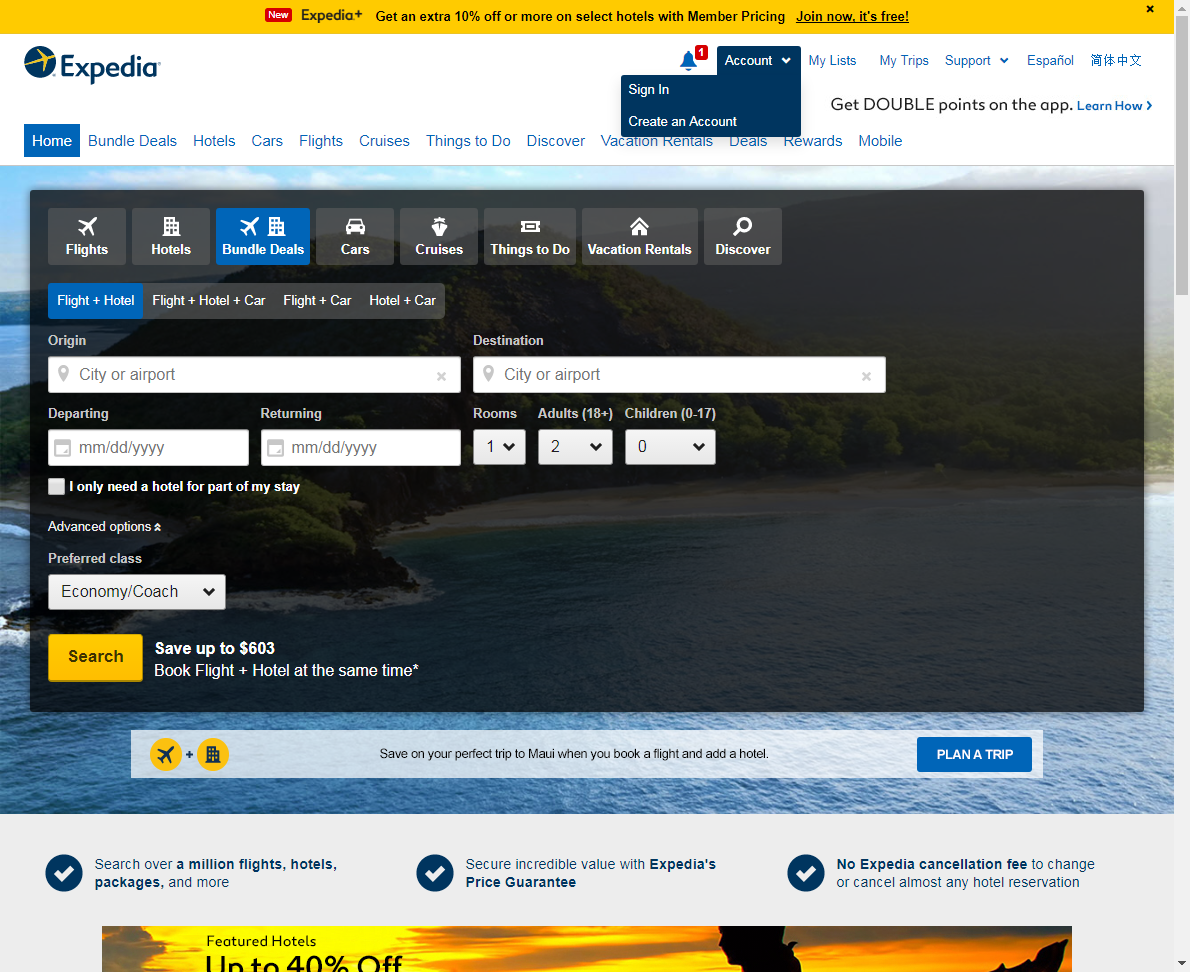 New Expedia+ Get an extra 10% off or more on select hotels with Member Pricing Join now, it's free!
Expedia
1
Account
My Lists
My Trips
Support
Español
简体中文
Sign In
Create an Account
Get DOUBLE points on the app. Learn How
Home
Bundle Deals
Hotels
Cars
Flights
Cruises
Things to Do
Discover
Vacation Rentals
Deals
Rewards
Mobile
Flights
Hotels
Bundle Deals
Cars
Cruises
Things to Do
Vacation Rentals
Discover
Flight + Hotel
Flight + Hotel + Car
Flight + Car
Hotel + Car
Origin
Destination
City or airport
City or airport
Departing
Returning
Rooms
Adults (18+)
Children (0-17)
mm/dd/yyyy
mm/dd/yyyy
1
2
0
I only need a hotel for part of my stay
Advanced options
Preferred class
Economy/Coach
Search
Save up to $603
Book Flight + Hotel at the same time*
Save on your perfect trip to Maui when you book a flight and add a hotel.
PLAN A TRIP
Search over a million flights, hotels,
packages, and more
Secure incredible value with Expedia's
Price Guarantee
No Expedia cancellation fee to change
or cancel almost any hotel reservation
Featured Hotels
Up to 40% Off